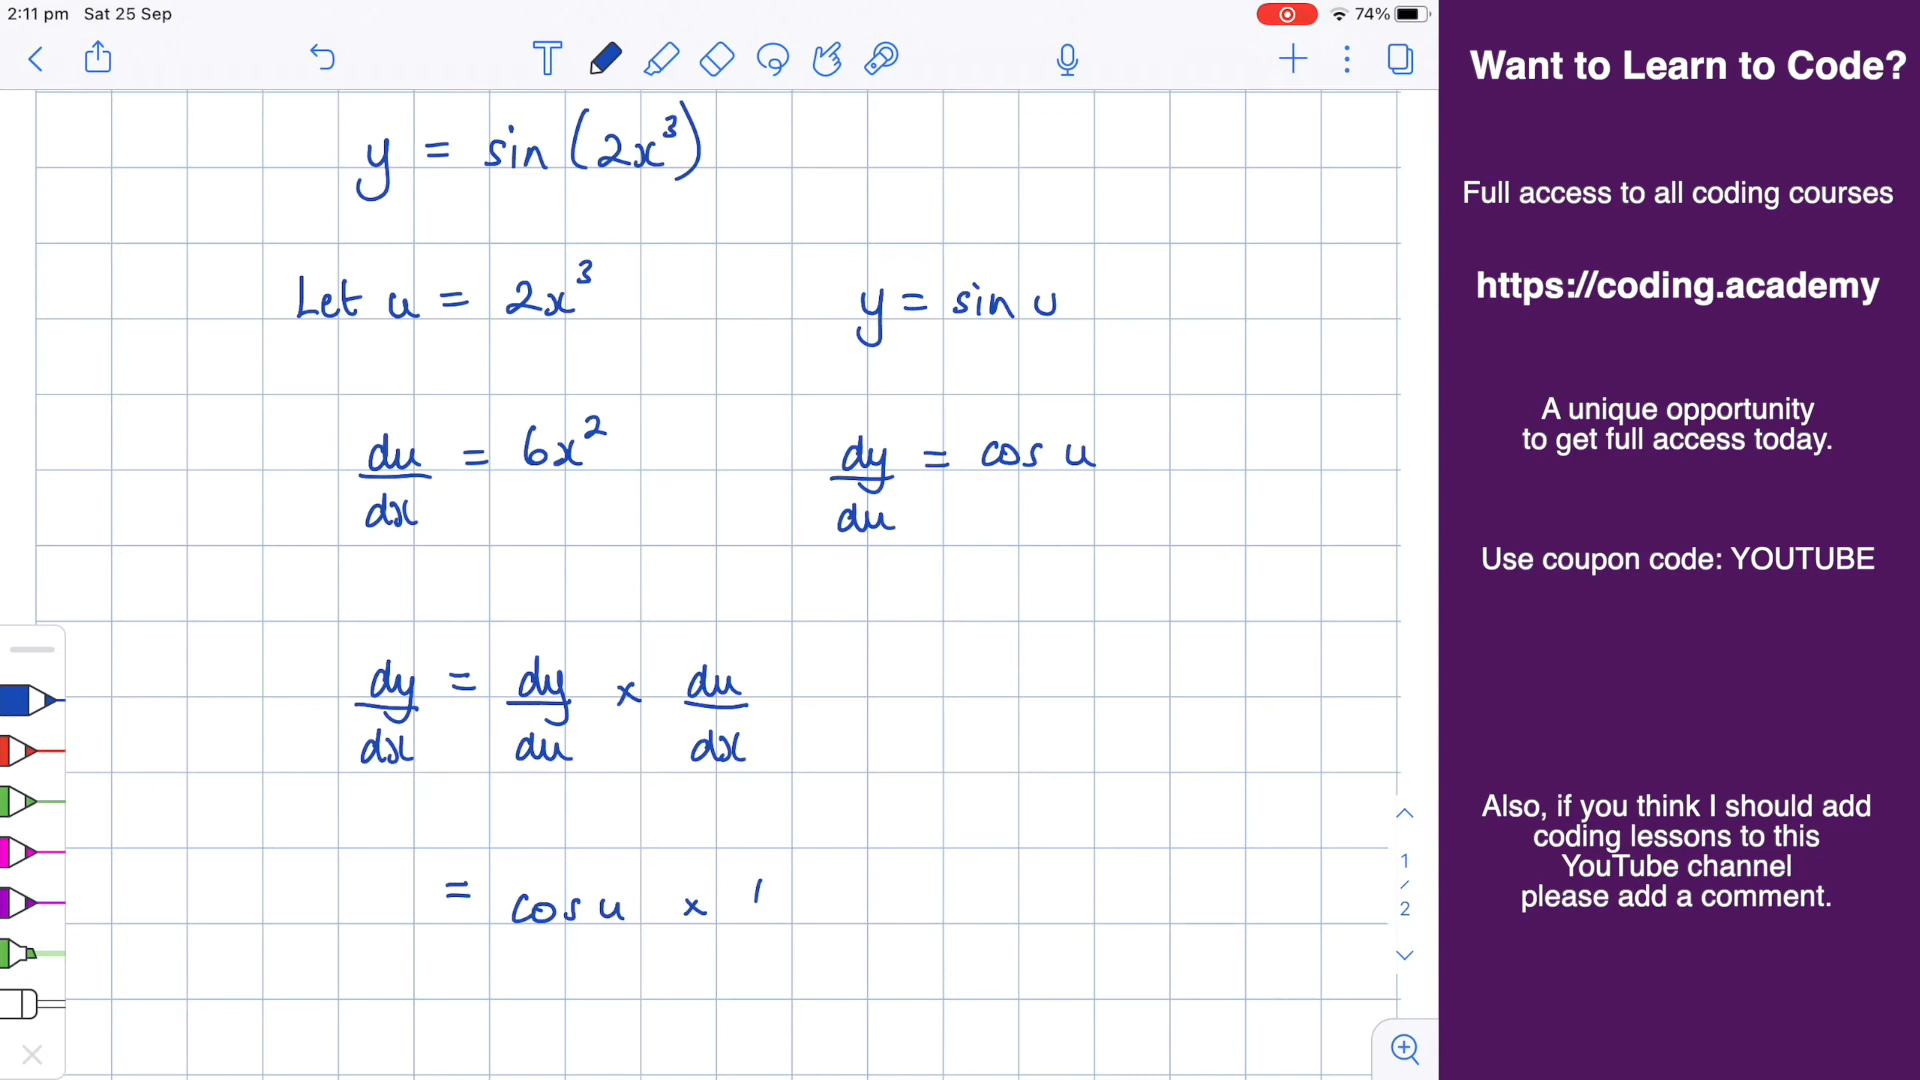 2:11 pm Sat 25 Sep 74%
y = sin (2x³)
Let u = 2x³ y = sin u
du/dx = 6x² dy/du = cos u
dy/dx = dy/du × du/dx
= cos u ×
1
2
Want to Learn to Code?
Full access to all coding courses
https://coding.academy
A unique opportunity
to get full access today.
Use coupon code: YOUTUBE
Also, if you think I should add
coding lessons to this
YouTube channel
please add a comment.